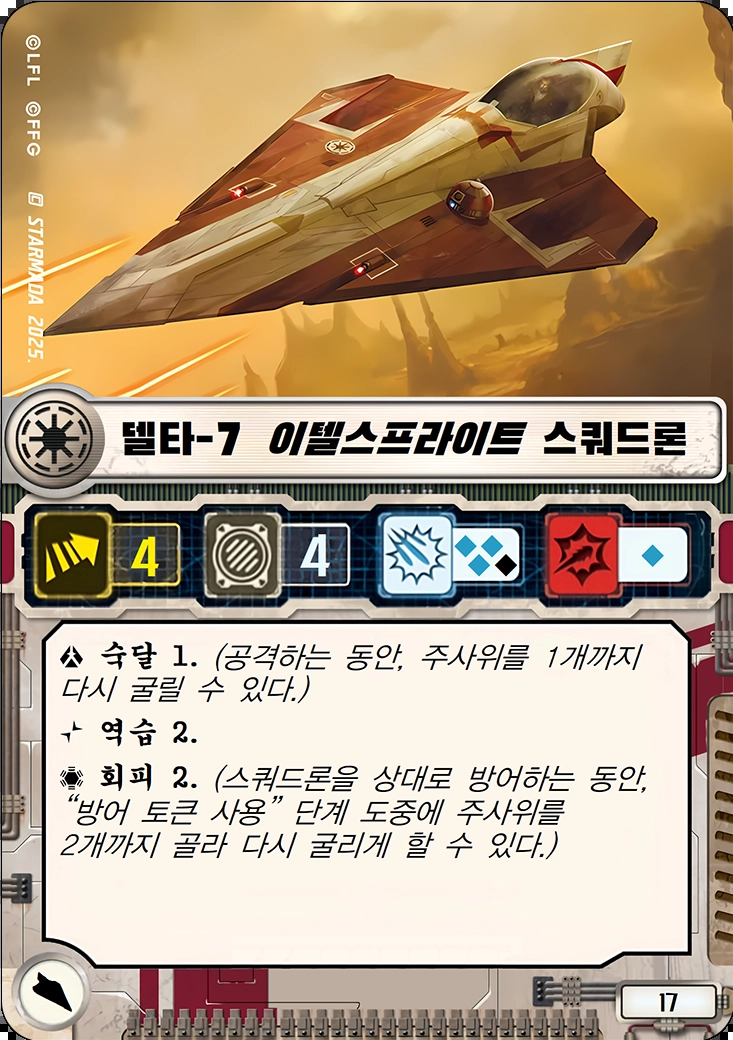 ©LFL ©FFG �Ⓓ STARMADA 2025.
델타-7 이텔스프라이트 스쿼드론
4 4
숙달 1. (공격하는 동안, 주사위를 1개까지
다시 굴릴 수 있다.)
역습 2.
회피 2. (스쿼드론을 상대로 방어하는 동안,
“방어 토큰 사용” 단계 도중에 주사위를
2개까지 골라 다시 굴리게 할 수 있다.)
17